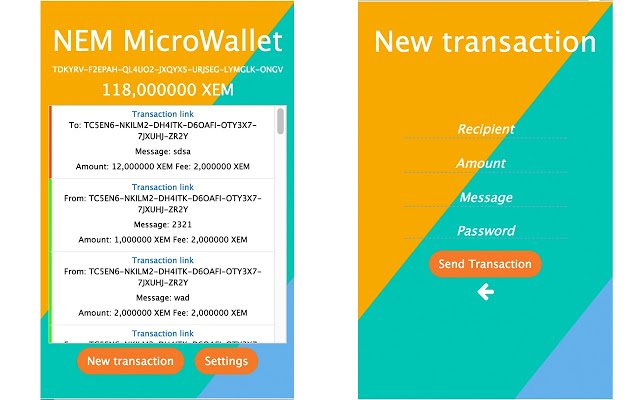 NEM MicroWallet
TDKYRV-F2EPAH-QL4UO2-JXQYX5-URJSEG-LYMGLK-ONGV
118,000000 XEM
Transaction link
To: TC5EN6-NKILM2-DH4ITK-D6OAFI-OTY3X7-
7JXUHJ-ZR2Y
Message: sdsa
Amount: 12,000000 XEM Fee: 2,000000 XEM
Transaction link
From: TC5EN6-NKILM2-DH4ITK-D6OAFI-OTY3X7-
7JXUHJ-ZR2Y
Message: 2321
Amount: 1,000000 XEM Fee: 2,000000 XEM
Transaction link
From: TC5EN6-NKILM2-DH4ITK-D6OAFI-OTY3X7-
7JXUHJ-ZR2Y
Message: wad
Amount: 2,000000 XEM Fee: 2,000000 XEM
Transaction link
New transaction
Settings
New transaction
Recipient
Amount
Message
Password
Send Transaction